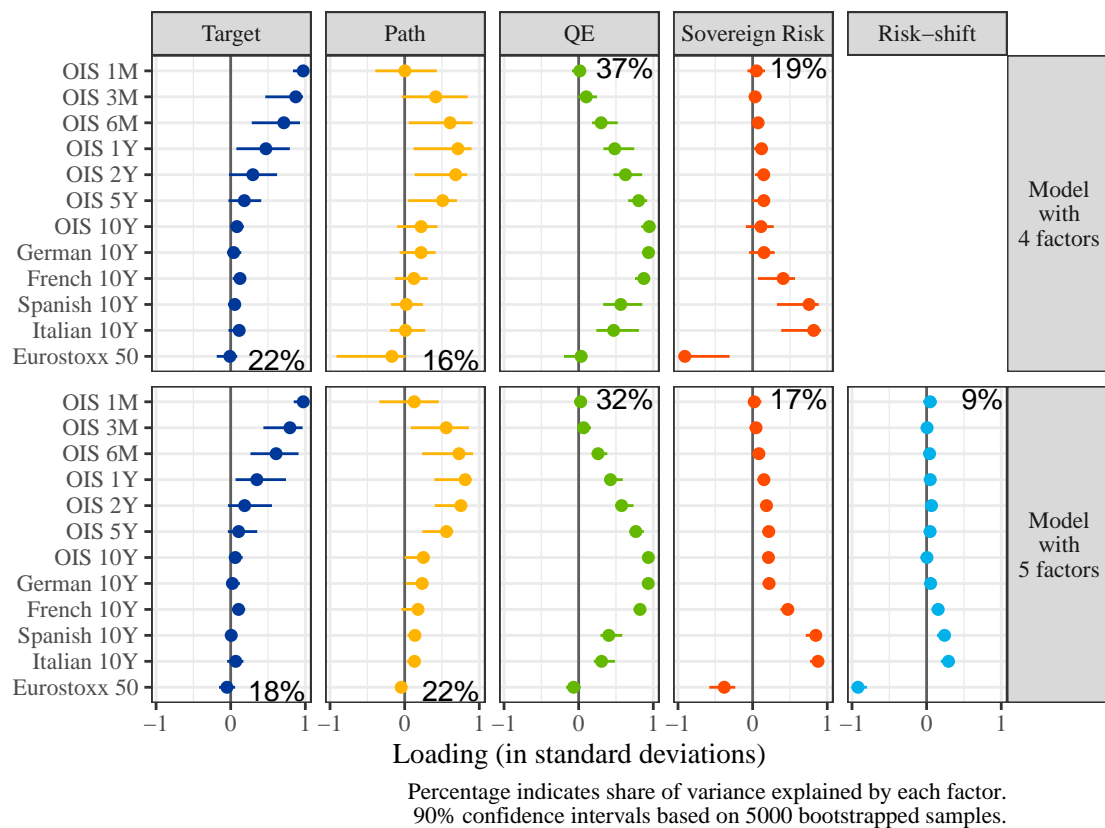 Target Path QE Sovereign Risk Risk−shift
OIS 1M 37% 19%
OIS 3M
OIS 6M
OIS 1Y
OIS 2Y
OIS 5Y
OIS 10Y
German 10Y
French 10Y
Spanish 10Y
Italian 10Y
Eurostoxx 50 22% 16%
Model
with
4 factors
OIS 1M 32% 17% 9%
OIS 3M
OIS 6M
OIS 1Y
OIS 2Y
OIS 5Y
OIS 10Y
German 10Y
French 10Y
Spanish 10Y
Italian 10Y
Eurostoxx 50 18% 22%
Model
with
5 factors
−1 0 1 −1 0 1 −1 0 1 −1 0 1 −1 0 1
Loading (in standard deviations)
Percentage indicates share of variance explained by each factor.
90% confidence intervals based on 5000 bootstrapped samples.